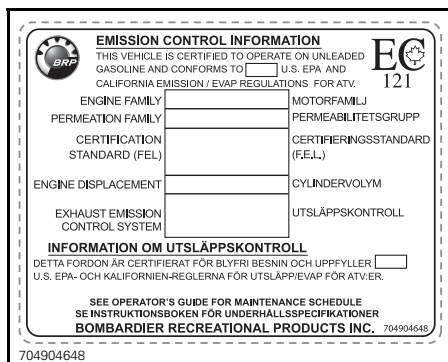 BRP
EMISSION CONTROL INFORMATION
THIS VEHICLE IS CERTIFIED TO OPERATE ON UNLEADED
GASOLINE AND CONFORMS TO U.S. EPA AND
CALIFORNIA EMISSION / EVAP REGULATIONS FOR ATV.
EC
121
ENGINE FAMILY MOTORFAMILJ
PERMEATION FAMILY PERMEABILITETSGRUPP
CERTIFICATION CERTIFIERINGSSTANDARD
STANDARD (FEL) (F.E.L.)
ENGINE DISPLACEMENT CYLINDERVOLYM
EXHAUST EMISSION UTSLÄPPSKONTROLL
CONTROL SYSTEM
INFORMATION OM UTSLÄPPSKONTROLL
DETTA FORDON ÄR CERTIFIERAT FÖR BLYFRI BESNIN OCH UPPFYLLER
U.S. EPA- OCH KALIFORNIEN-REGLERNA FÖR UTSLÄPP/EVAP FÖR ATV:ER.
SEE OPERATOR'S GUIDE FOR MAINTENANCE SCHEDULE
SE INSTRUKTIONSBOKEN FÖR UNDERHÅLLSSPECIFIKATIONER
BOMBARDIER RECREATIONAL PRODUCTS INC. 704904648
704904648